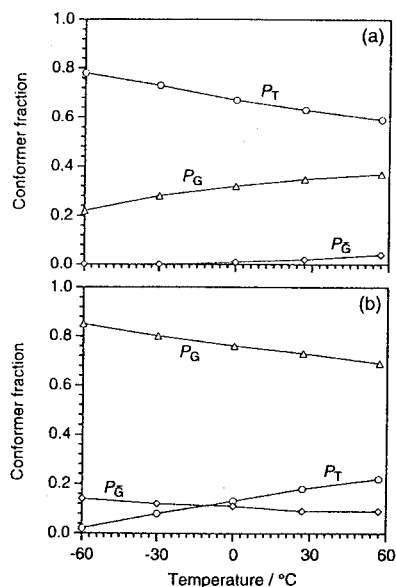 1.0
(a)
0.8
P_T
0.6
Conformer fraction
0.4
P_G
0.2
P_Ḡ
0.0
1.0
(b)
0.8
P_G
0.6
Conformer fraction
0.4
P_T
0.2
P_Ḡ
0.0
-60 -30 0 30 60
Temperature / °C